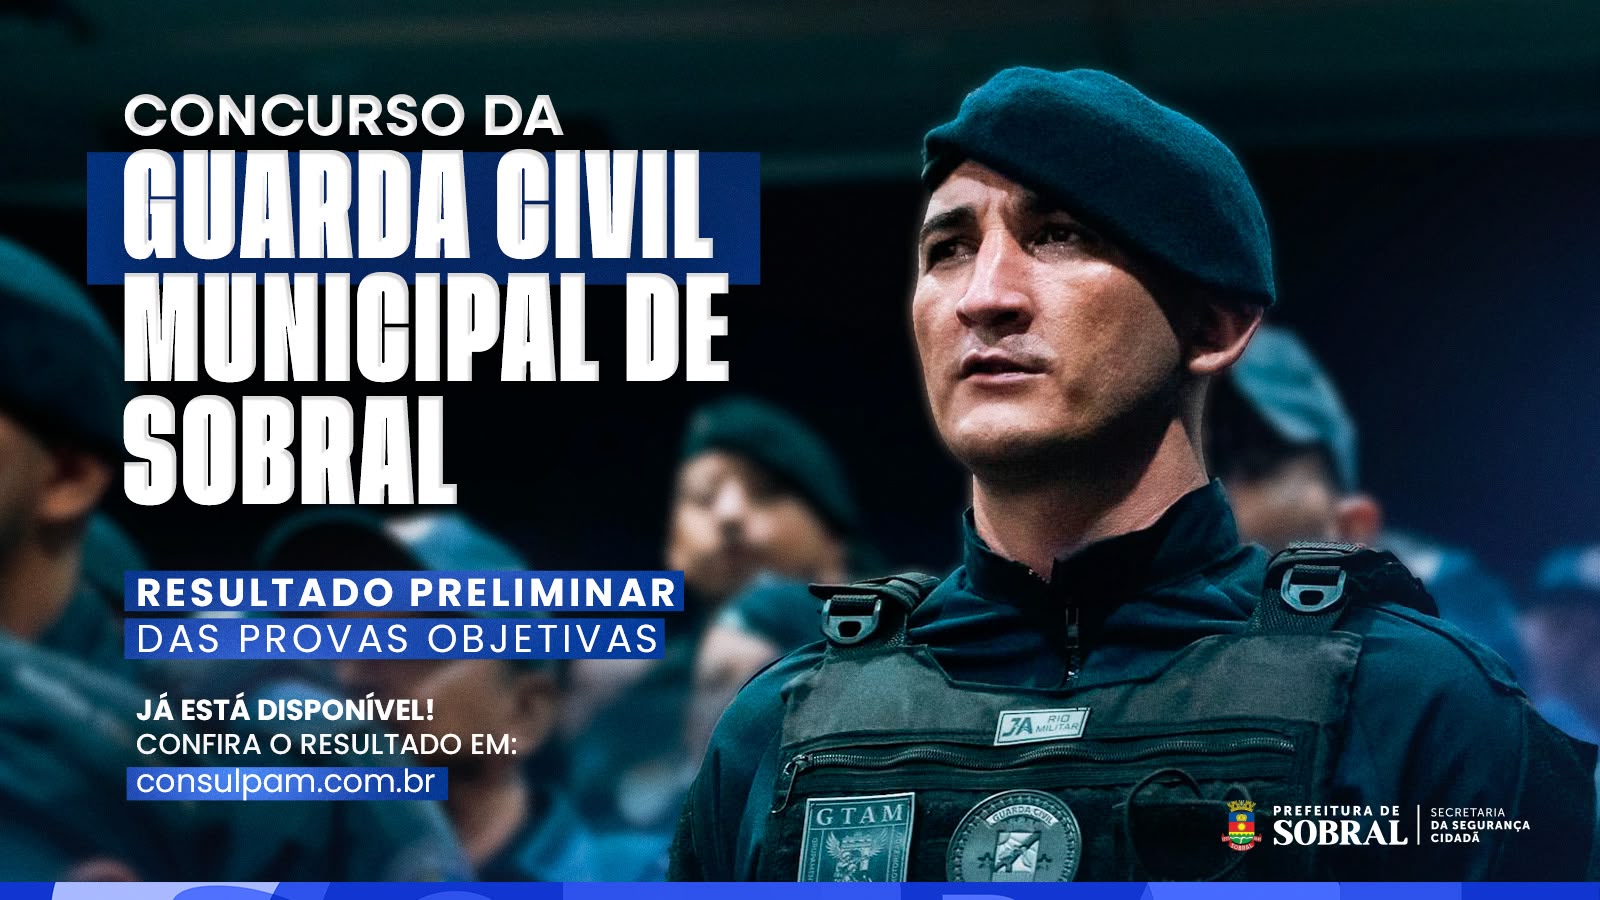 CONCURSO DA
GUARDA CIVIL
MUNICIPAL DE
SOBRAL
RESULTADO PRELIMINAR
DAS PROVAS OBJETIVAS
JÁ ESTÁ DISPONÍVEL!
CONFIRA O RESULTADO EM:
consulpam.com.br
JA RIO
MILITAR
GTAM
GUARDA CIVIL
SOBRAL
PREFEITURA DE
SOBRAL
SECRETARIA
DA SEGURANÇA
CIDADÃ